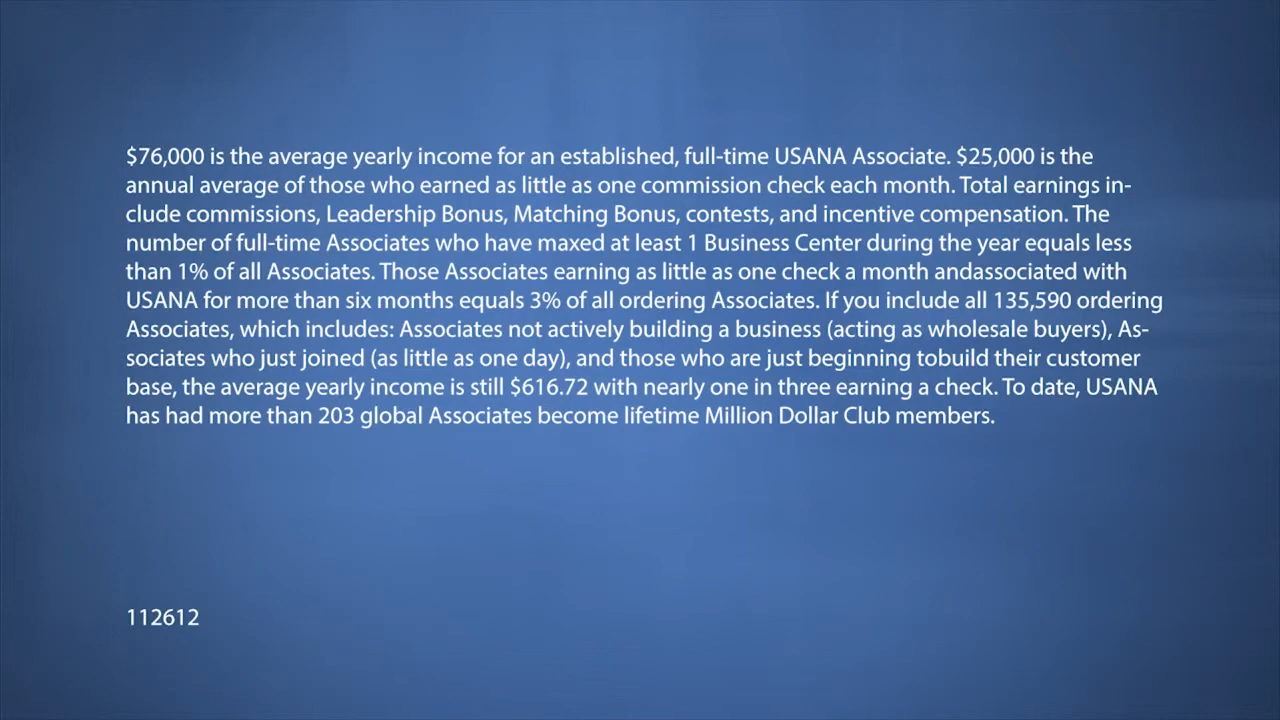 $76,000 is the average yearly income for an established, full-time USANA Associate. $25,000 is the
annual average of those who earned as little as one commission check each month. Total earnings in-
clude commissions, Leadership Bonus, Matching Bonus, contests, and incentive compensation. The
number of full-time Associates who have maxed at least 1 Business Center during the year equals less
than 1% of all Associates. Those Associates earning as little as one check a month andassociated with
USANA for more than six months equals 3% of all ordering Associates. If you include all 135,590 ordering
Associates, which includes: Associates not actively building a business (acting as wholesale buyers), As-
sociates who just joined (as little as one day), and those who are just beginning tobuild their customer
base, the average yearly income is still $616.72 with nearly one in three earning a check. To date, USANA
has had more than 203 global Associates become lifetime Million Dollar Club members.
112612